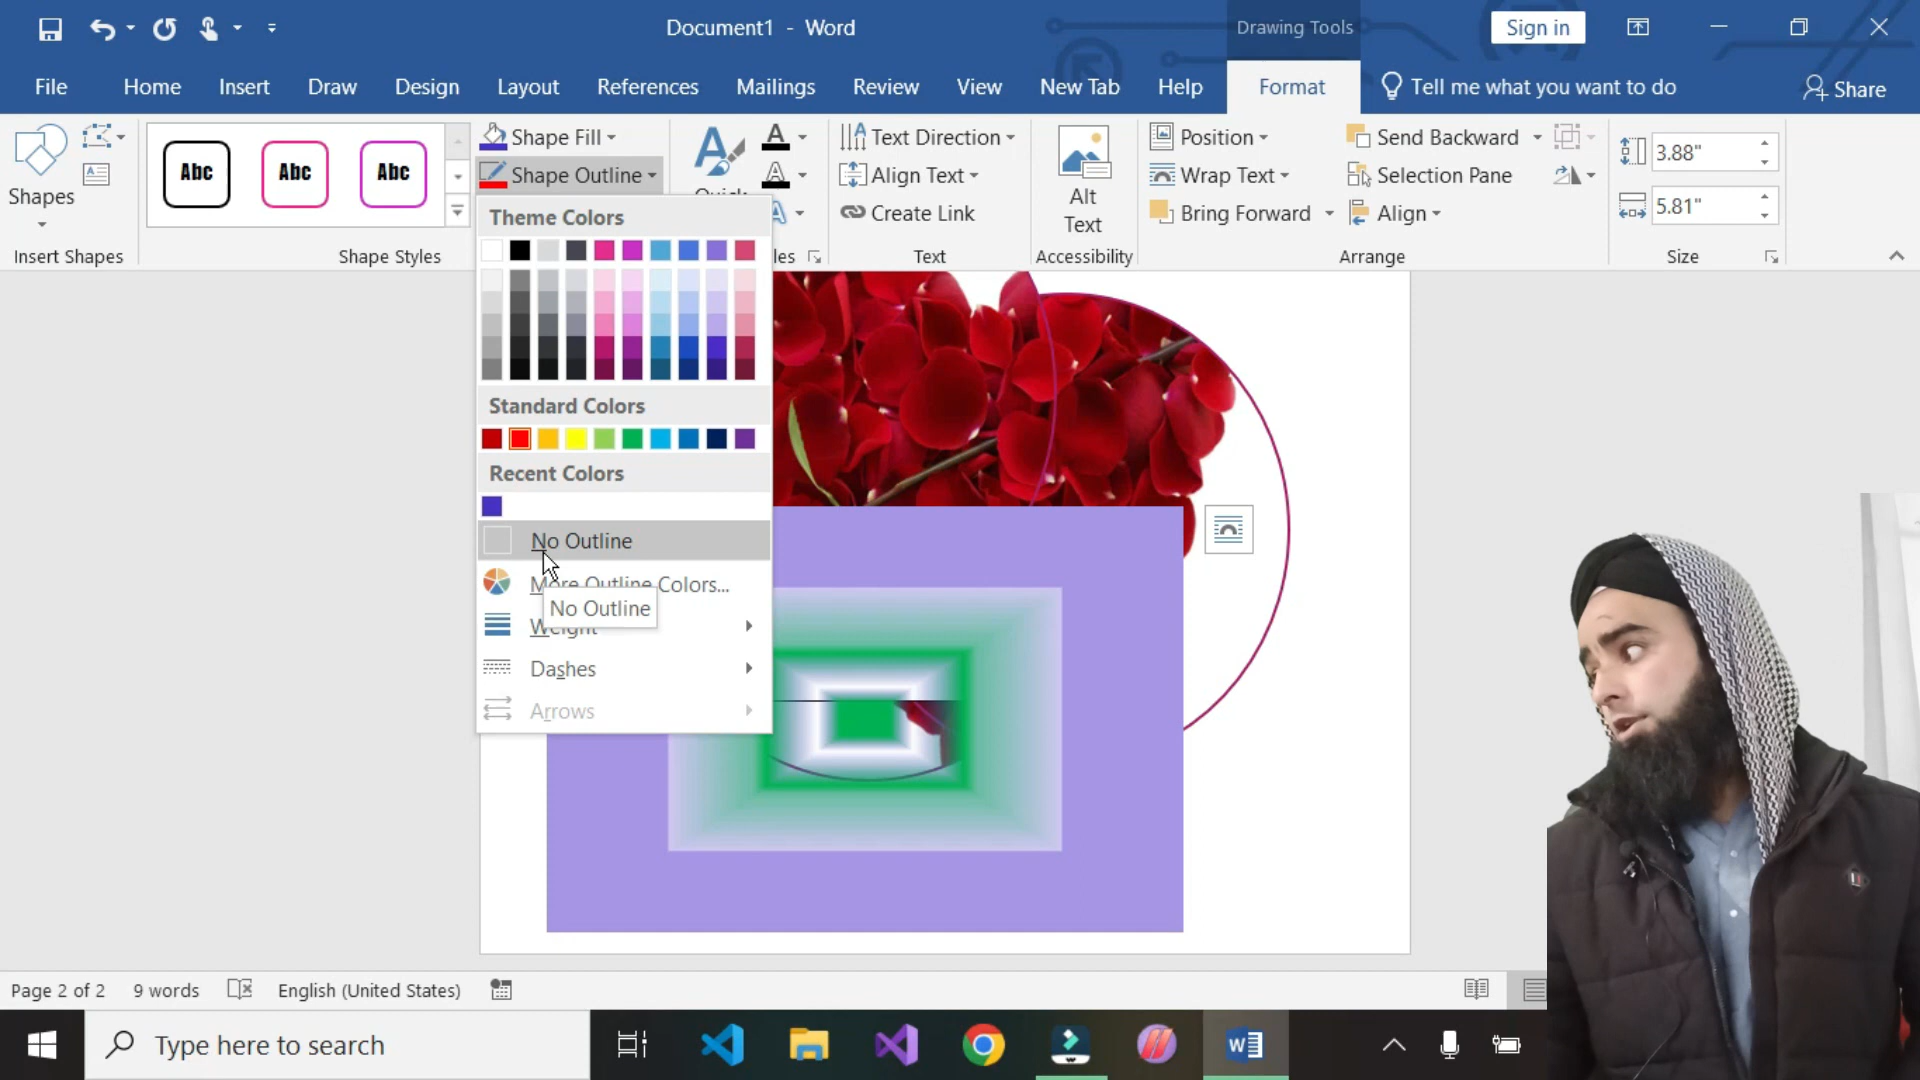 Document1 - Word
Drawing Tools
Sign in
File
Home
Insert
Draw
Design
Layout
References
Mailings
Review
View
New Tab
Help
Format
Tell me what you want to do
Share
Shapes
Abc
Abc
Abc
Shape Fill
Shape Outline
Text Direction
Align Text
Create Link
Alt
Text
Position
Wrap Text
Bring Forward
Send Backward
Selection Pane
Align
3.88"
5.81"
Insert Shapes
Shape Styles
Text
Accessibility
Arrange
Size
Theme Colors
Standard Colors
Recent Colors
No Outline
More Outline Colors...
No Outline
Weight
Dashes
Arrows
Page 2 of 2
9 words
English (United States)
Type here to search